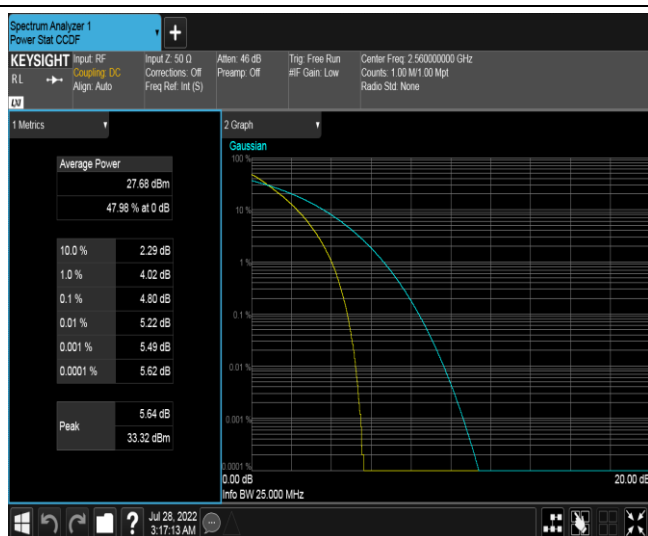 Spectrum Analyzer 1
Power Stat CCDF
+
KEYSIGHT
RL
LXI
Input: RF
Coupling: DC
Align: Auto
Input Z: 50 Ω
Corrections: Off
Freq Ref: Int (S)
Atten: 46 dB
Preamp: Off
Trig: Free Run
#IF Gain: Low
Center Freq: 2.560000000 GHz
Counts: 1.00 M/1.00 Mpt
Radio Std: None
1 Metrics
Average Power
27.68 dBm
47.98 % at 0 dB
10.0 % 2.29 dB
1.0 % 4.02 dB
0.1 % 4.80 dB
0.01 % 5.22 dB
0.001 % 5.49 dB
0.0001 % 5.62 dB
Peak
5.64 dB
33.32 dBm
2 Graph
Gaussian
100 %
10 %
1 %
0.1 %
0.01 %
0.001 %
0.0001 %
0.00 dB
20.00 dB
Info BW 25.000 MHz
?
Jul 28, 2022
3:17:13 AM